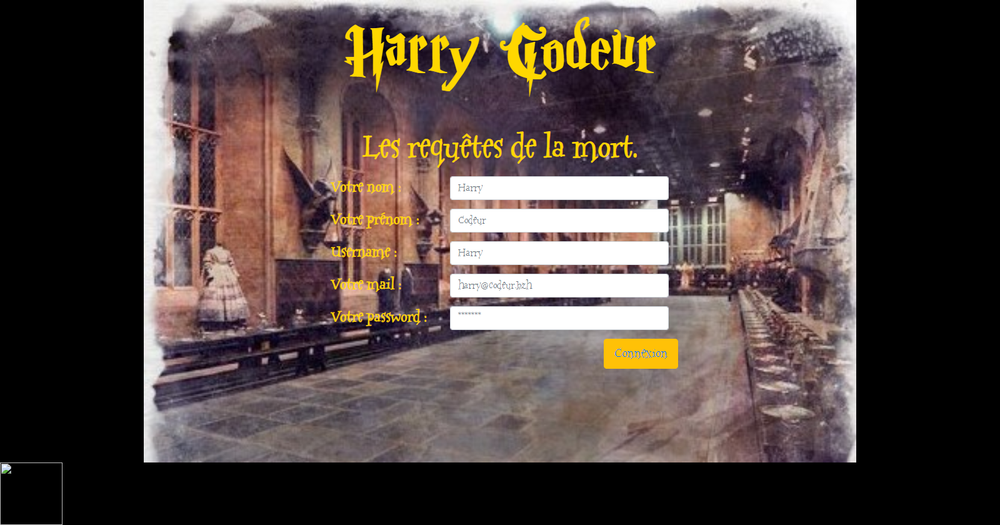 Harry Codeur
Les requêtes de la mort.
Votre nom :
Harry
Votre prénom :
Codeur
Username :
Harry
Votre mail :
harry@codeur.bzh
Votre password :
*******
Connexion